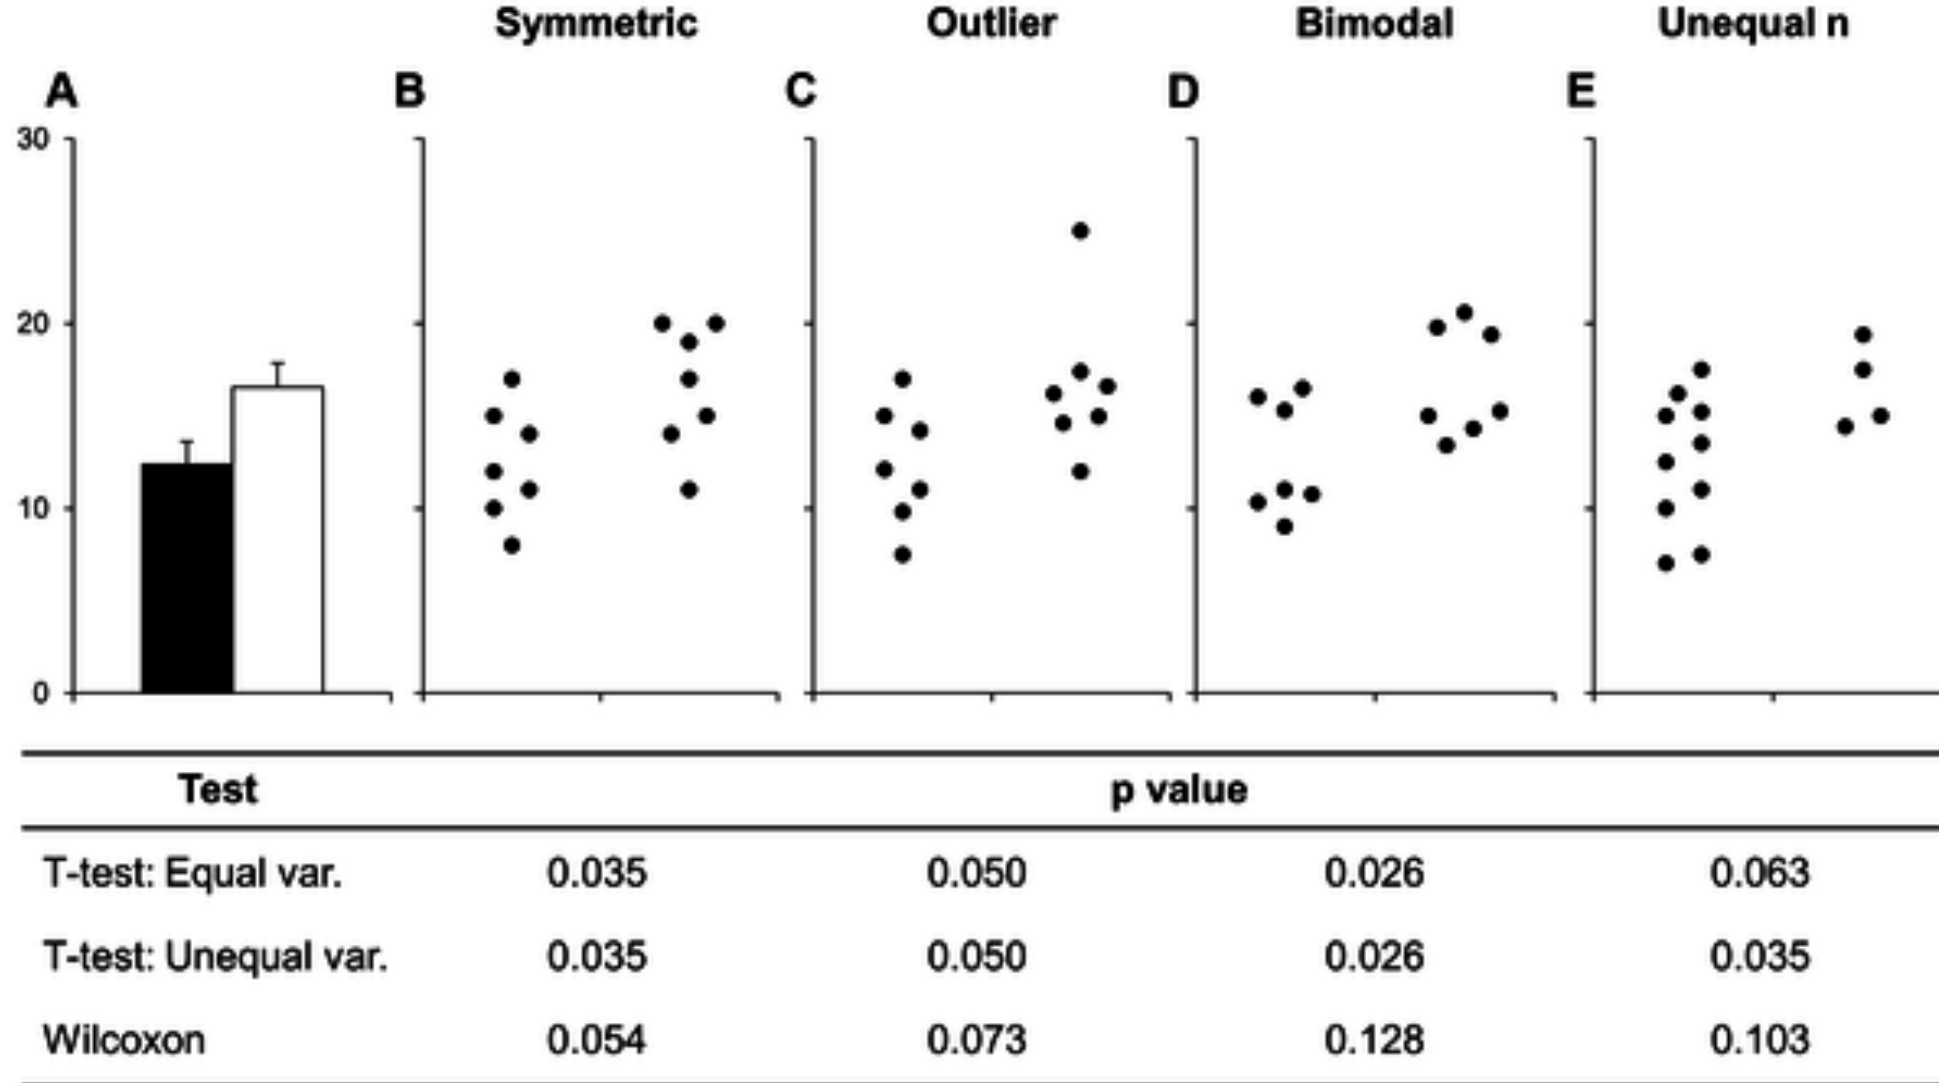 Symmetric Outlier Bimodal Unequal n
A B C D E
30
20
10
0
Test p value
T-test: Equal var. 0.035 0.050 0.026 0.063
T-test: Unequal var. 0.035 0.050 0.026 0.035
Wilcoxon 0.054 0.073 0.128 0.103